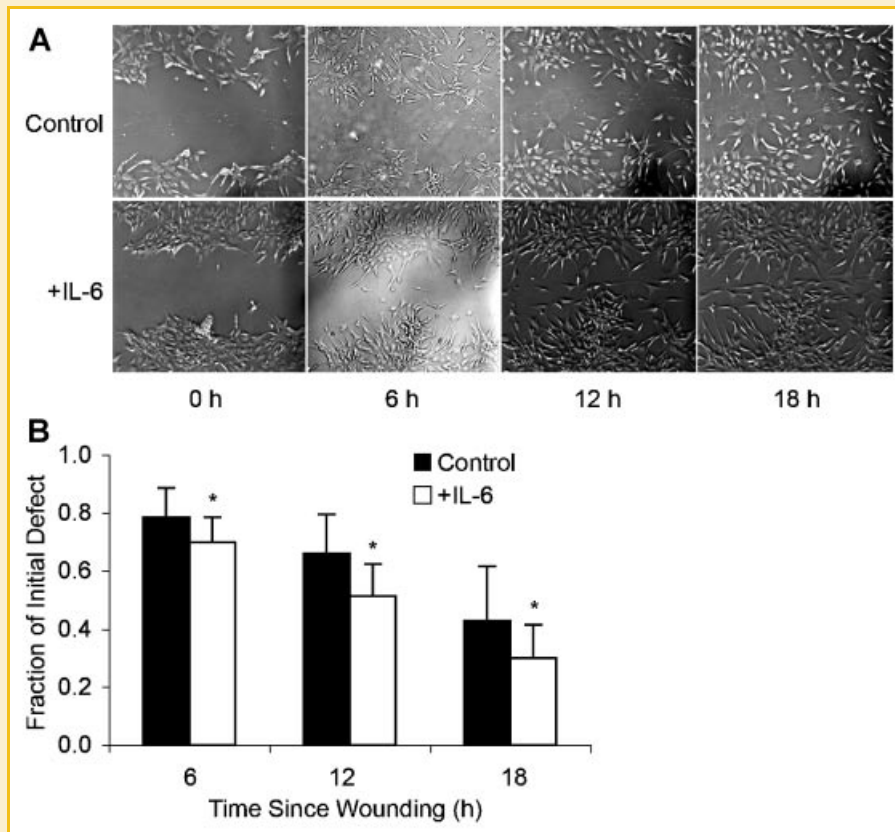 A
Control
+IL-6
0 h 6 h 12 h 18 h
B
1.0
0.8
0.6
0.4
0.2
0.0
Fraction of Initial Defect
Control
+IL-6
* * *
6 12 18
Time Since Wounding (h)